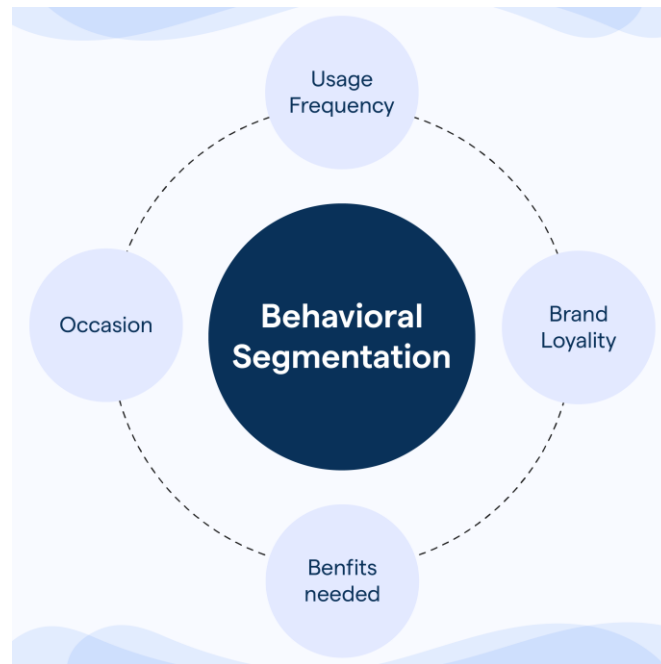 Usage
Frequency
Occasion
Behavioral
Segmentation
Brand
Loyality
Benfits
needed